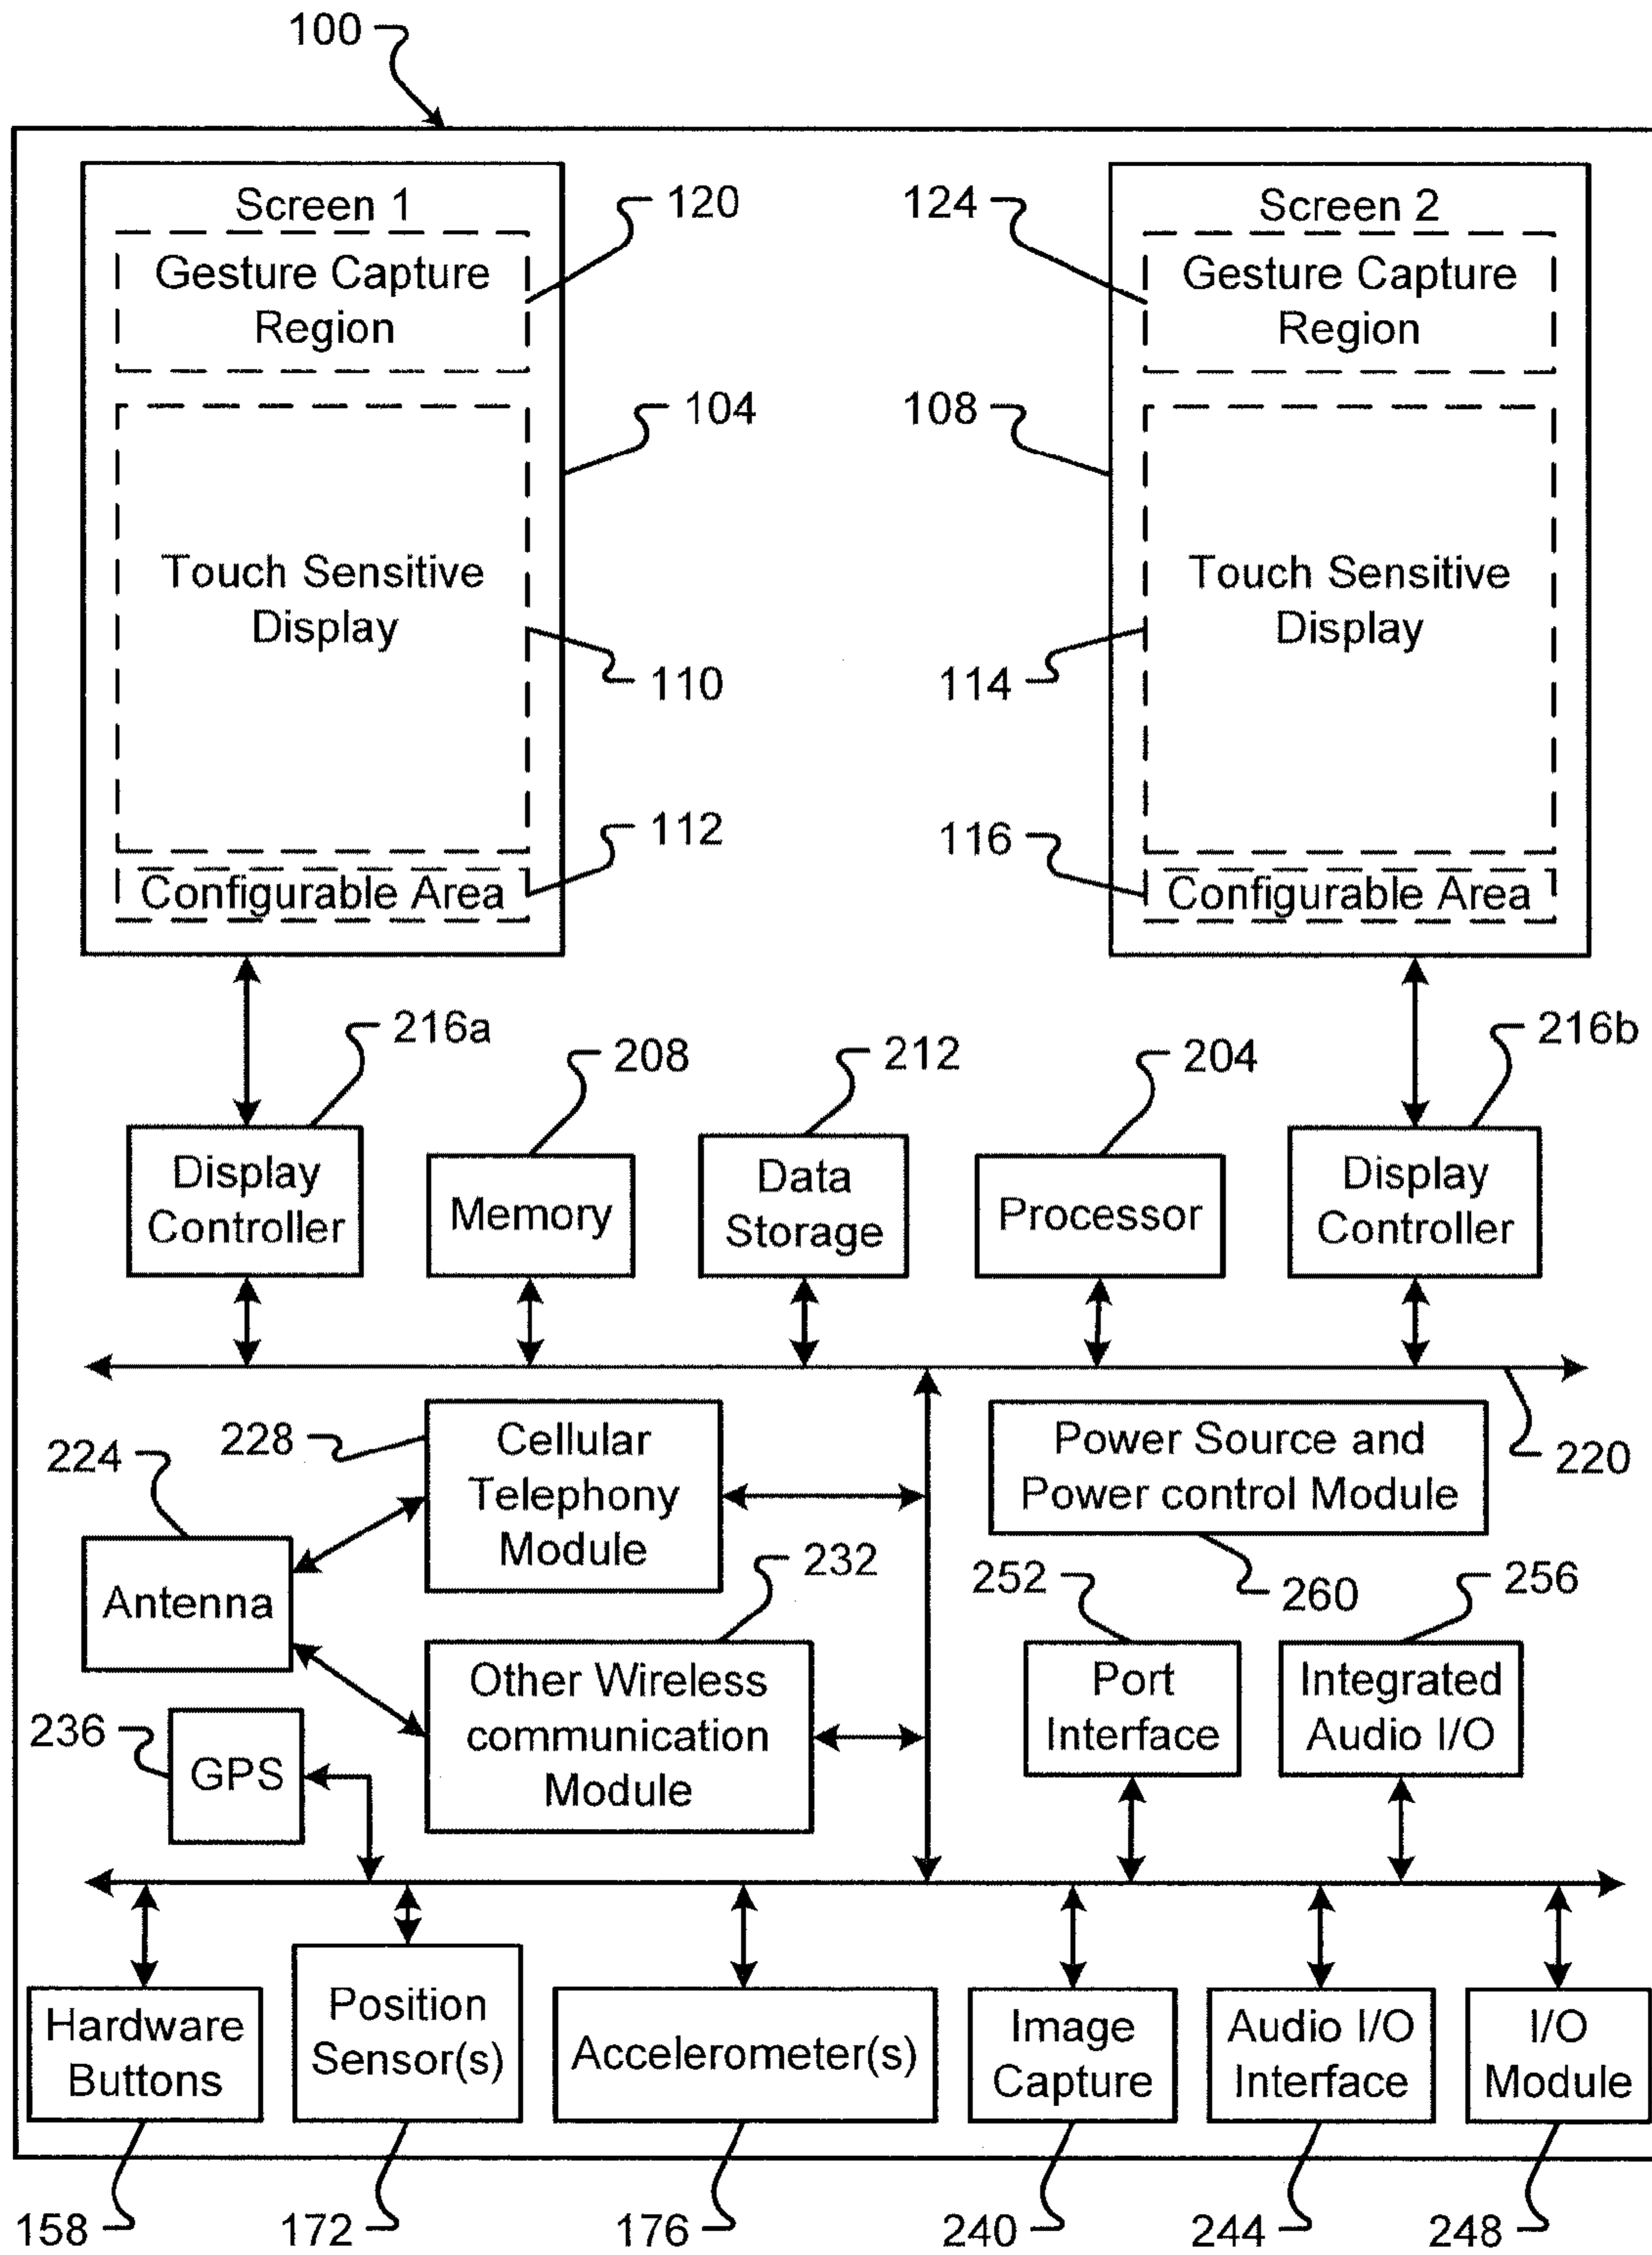 100
Screen 1
Gesture Capture
Region
120
Touch Sensitive
Display
104
110
112
Configurable Area
Screen 2
124
Gesture Capture
Region
108
Touch Sensitive
Display
114
116
Configurable Area
216a
208
212
204
216b
Display
Controller
Memory
Data
Storage
Processor
Display
Controller
220
224
228
Cellular
Telephony
Module
Power Source and
Power control Module
260
Antenna
232
Other Wireless
communication
Module
252
Port
Interface
256
Integrated
Audio I/O
236
GPS
Hardware
Buttons
Position
Sensor(s)
Accelerometer(s)
Image
Capture
Audio I/O
Interface
I/O
Module
158
172
176
240
244
248